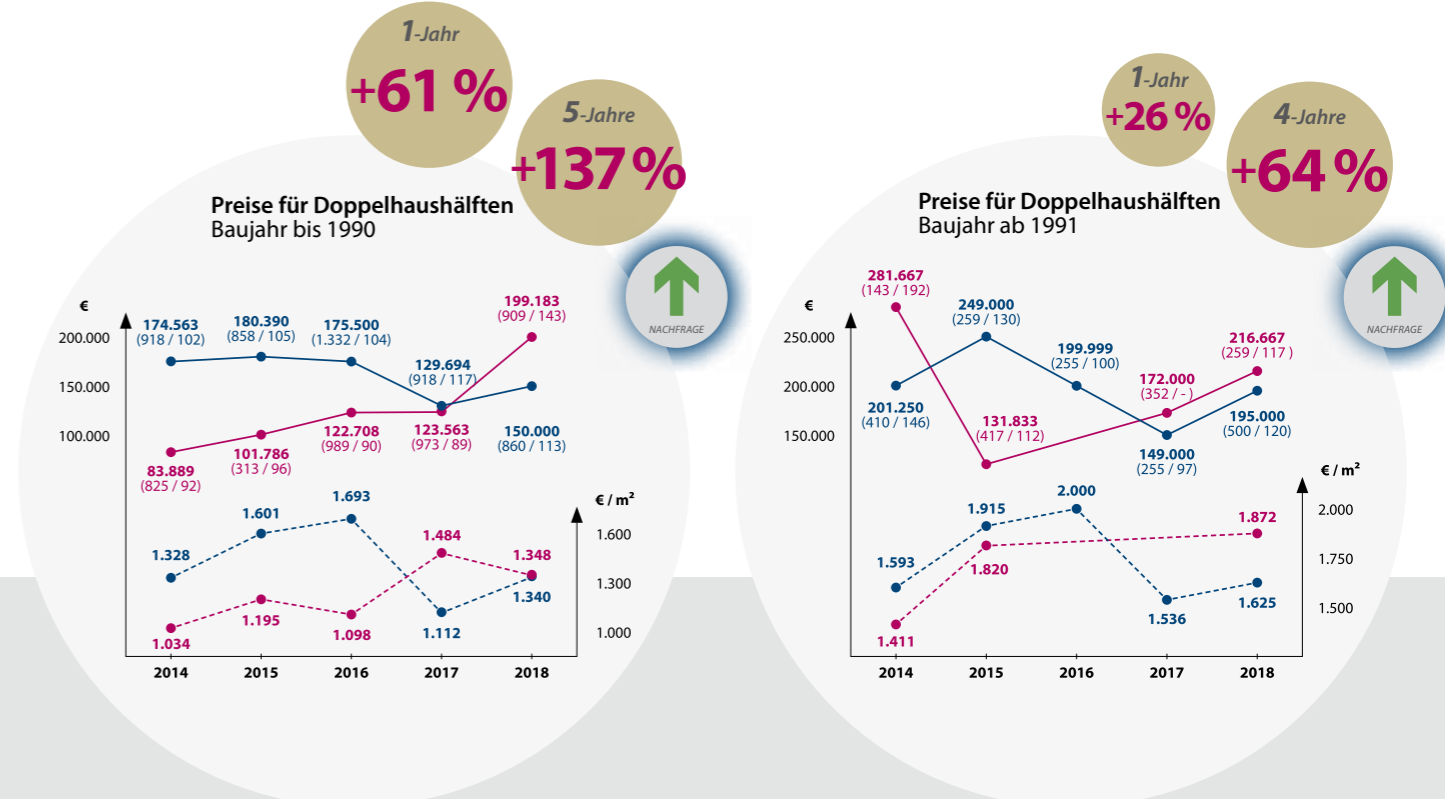 1-Jahr
+61 %
5-Jahre
+137 %
Preise für Doppelhaushälften
Baujahr bis 1990
NACHFRAGE
€
200.000
150.000
100.000
174.563
(918 / 102)
180.390
(858 / 105)
175.500
(1.332 / 104)
129.694
(918 / 117)
199.183
(909 / 143)
83.889
(825 / 92)
101.786
(313 / 96)
122.708
(989 / 90)
123.563
(973 / 89)
150.000
(860 / 113)
€ / m²
1.600
1.300
1.000
1.328
1.601
1.693
1.484
1.348
1.034
1.195
1.098
1.112
1.340
2014
2015
2016
2017
2018
1-Jahr
+26 %
4-Jahre
+64 %
Preise für Doppelhaushälften
Baujahr ab 1991
NACHFRAGE
€
250.000
200.000
150.000
281.667
(143 / 192)
249.000
(259 / 130)
199.999
(255 / 100)
172.000
(352 / - )
216.667
(259 / 117 )
201.250
(410 / 146)
131.833
(417 / 112)
149.000
(255 / 97)
195.000
(500 / 120)
€ / m²
2.000
1.750
1.500
1.593
1.915
2.000
1.872
1.411
1.820
1.536
1.625
2014
2015
2016
2017
2018